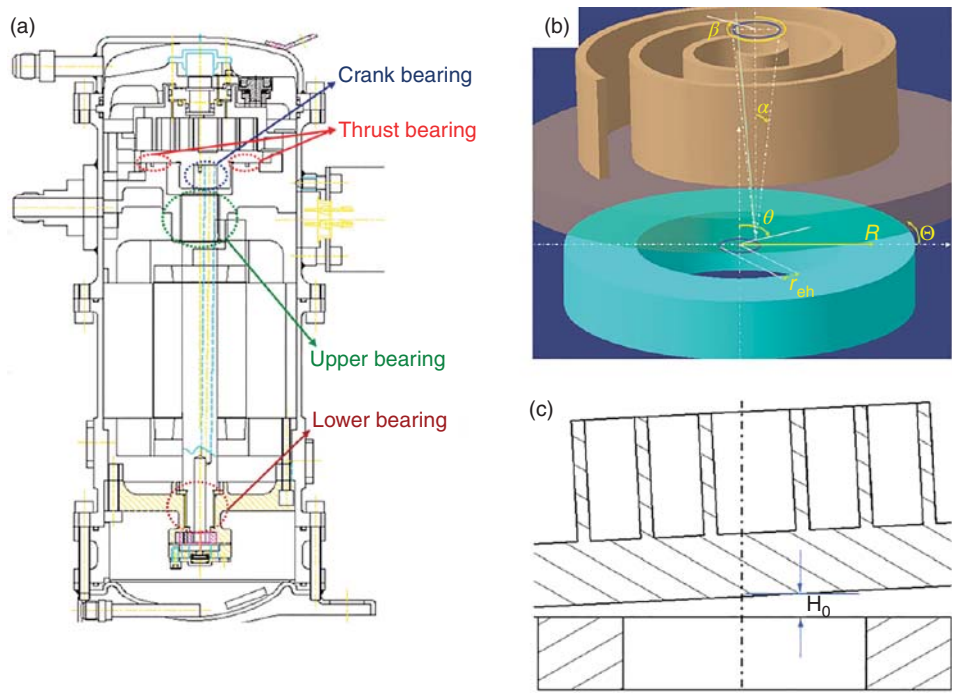 (a)
Crank bearing
Thrust bearing
Upper bearing
Lower bearing
(b)
β
α
θ
R
Θ
r_eh
(c)
H₀